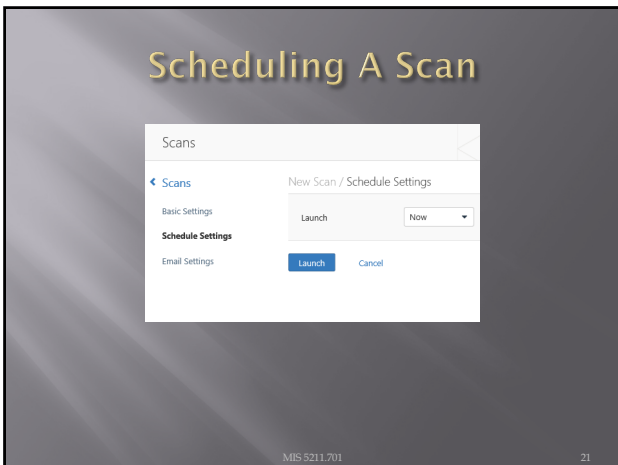 Scheduling A Scan
Scans
Scans
New Scan / Schedule Settings
Basic Settings
Launch
Now
Schedule Settings
Email Settings
Launch
Cancel
MIS 5211.701
21